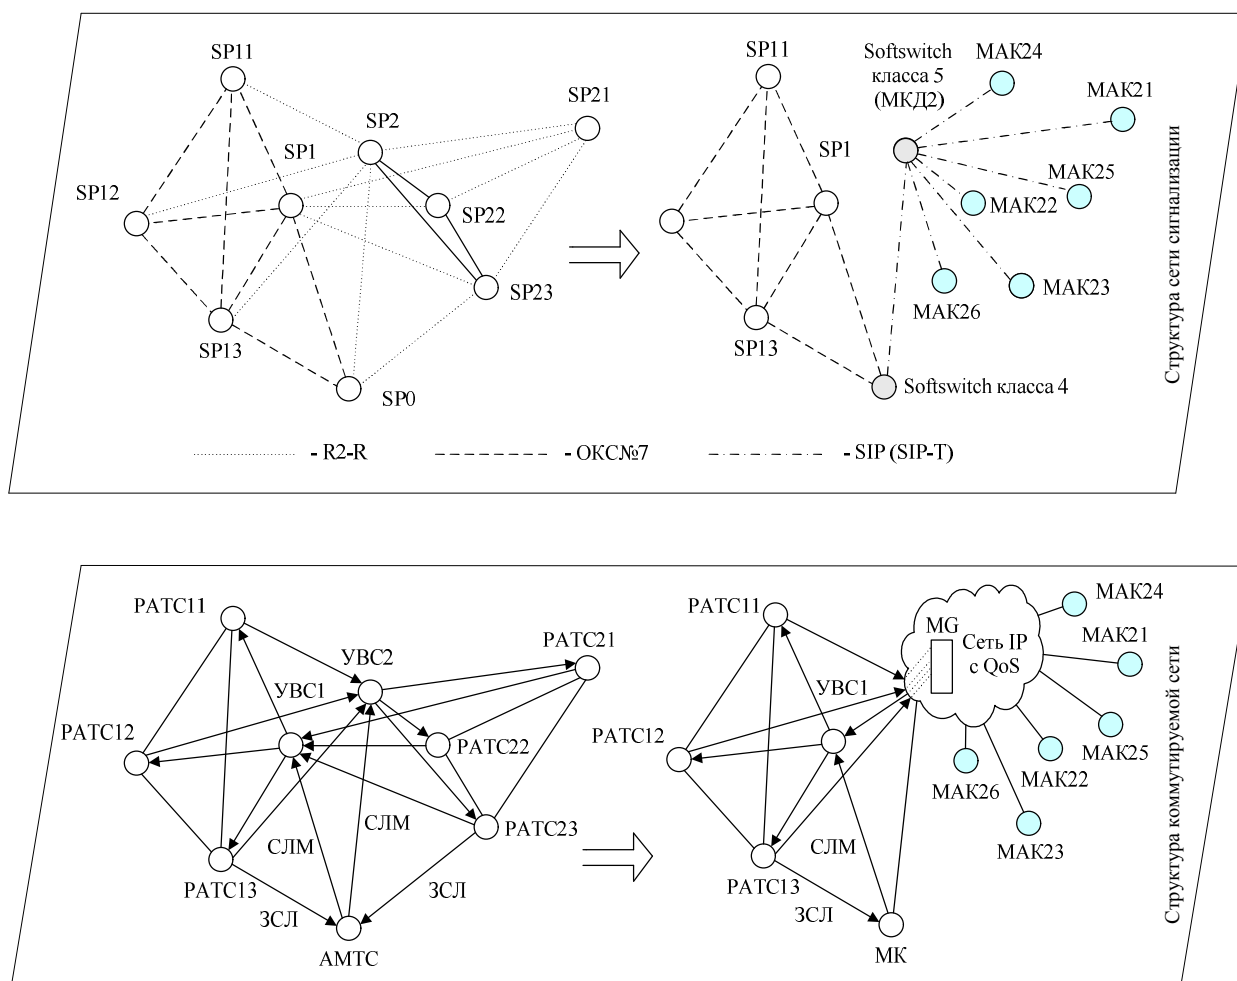 SP11
SP2
SP21
SP1
SP12
SP22
SP23
SP13
SP0
SP11
Softswitch
класса 5
(МКД2)
МАК24
МАК21
SP1
МАК25
МАК22
МАК23
МАК26
SP13
Softswitch класса 4
- R2-R
- ОКС№7
- SIP (SIP-T)
Структура сети сигнализации
РАТС11
УВС2
РАТС21
УВС1
РАТС12
РАТС22
РАТС23
СЛМ
СЛМ
РАТС13
ЗСЛ
ЗСЛ
АМТС
РАТС11
MG
Сеть IP
с QoS
МАК24
МАК21
УВС1
РАТС12
МАК25
МАК22
МАК26
МАК23
СЛМ
РАТС13
ЗСЛ
МК
Структура коммутируемой сети